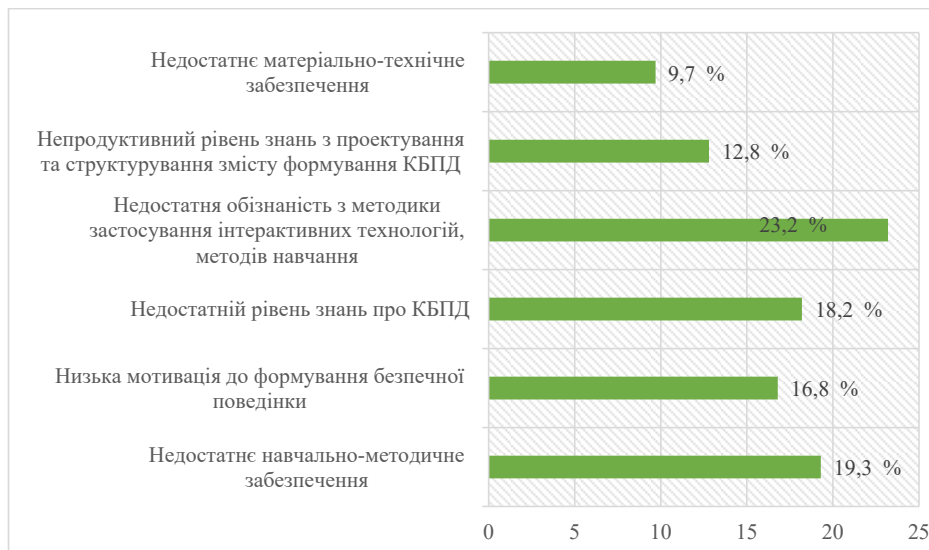 Недостатнє матеріально-технічне
забезпечення
9,7 %
Непродуктивний рівень знань з проектування
та структурування змісту формування КБПД
12,8 %
Недостатня обізнаність з методики
застосування інтерактивних технологій,
методів навчання
23,2 %
Недостатній рівень знань про КБПД
18,2 %
Низька мотивація до формування безпечної
поведінки
16,8 %
Недостатнє навчально-методичне
забезпечення
19,3 %
0 5 10 15 20 25